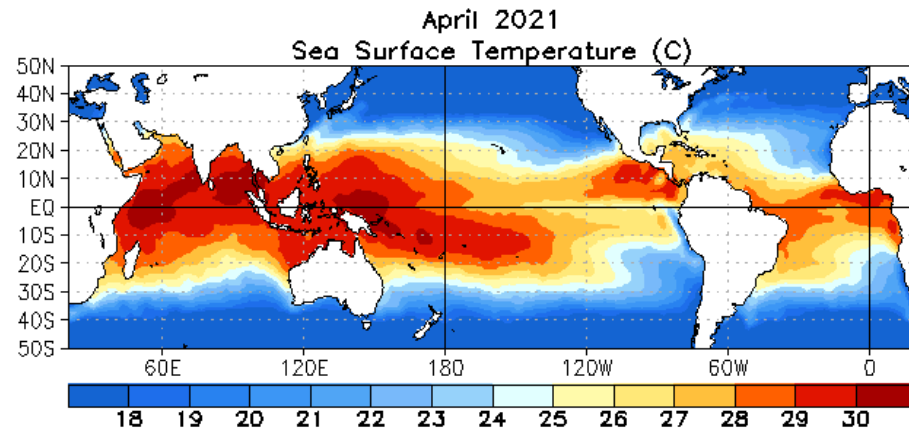 April 2021
Sea Surface Temperature (C)
50N
40N
30N
20N
10N
EQ
10S
20S
30S
40S
50S
60E 120E 180 120W 60W 0
18 19 20 21 22 23 24 25 26 27 28 29 30